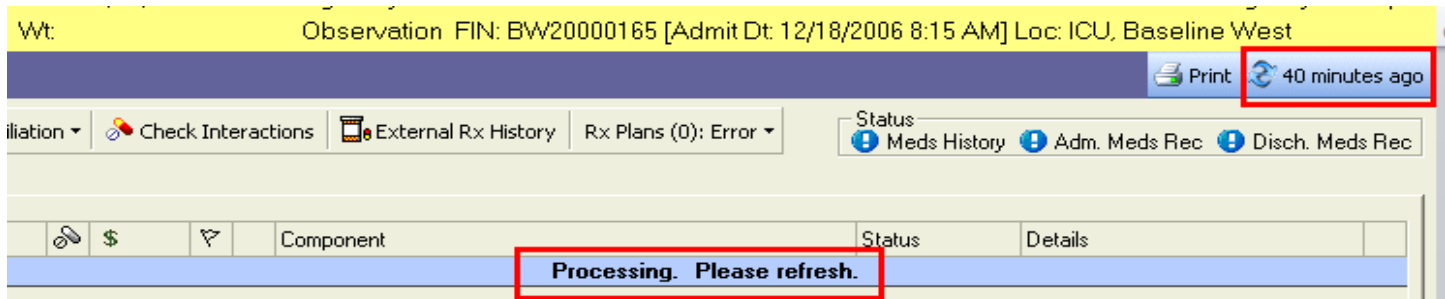 Wt: Observation FIN: BW20000165 [Admit Dt: 12/18/2006 8:15 AM] Loc: ICU, Baseline West
Print 40 minutes ago
iliation Check Interactions External Rx History Rx Plans (0): Error
Status
Meds History Adm. Meds Rec Disch. Meds Rec
$ Component Status Details
Processing. Please refresh.